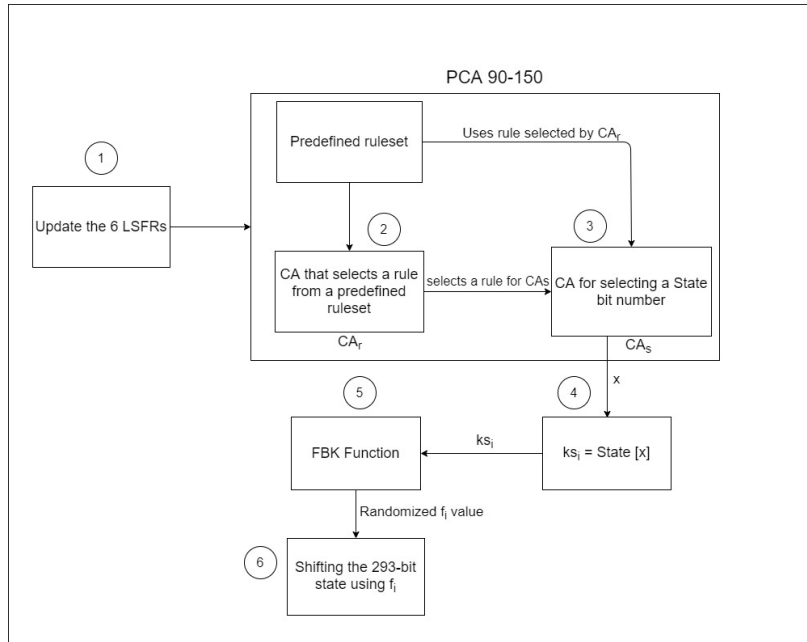 PCA 90-150
1
Update the 6 LSFRs
Predefined ruleset
Uses rule selected by CAr
2
3
CA that selects a rule
from a predefined
ruleset
selects a rule for CAs
CA for selecting a State
bit number
CAr
CAs
x
5
4
FBK Function
ksi
ksi = State [x]
Randomized fi value
6
Shifting the 293-bit
state using fi